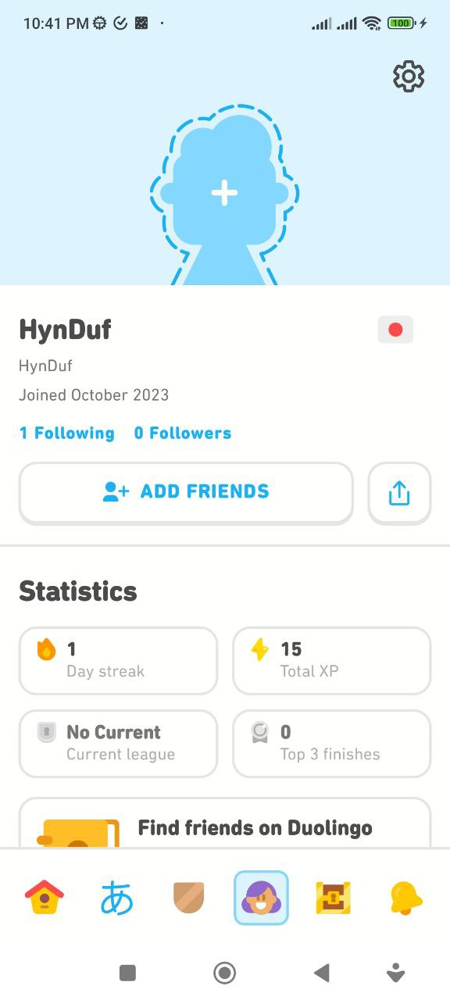 10:41 PM
100
HynDuf
HynDuf
Joined October 2023
1 Following 0 Followers
ADD FRIENDS
Statistics
1
Day streak
15
Total XP
No Current
Current league
0
Top 3 finishes
Find friends on Duolingo
あ